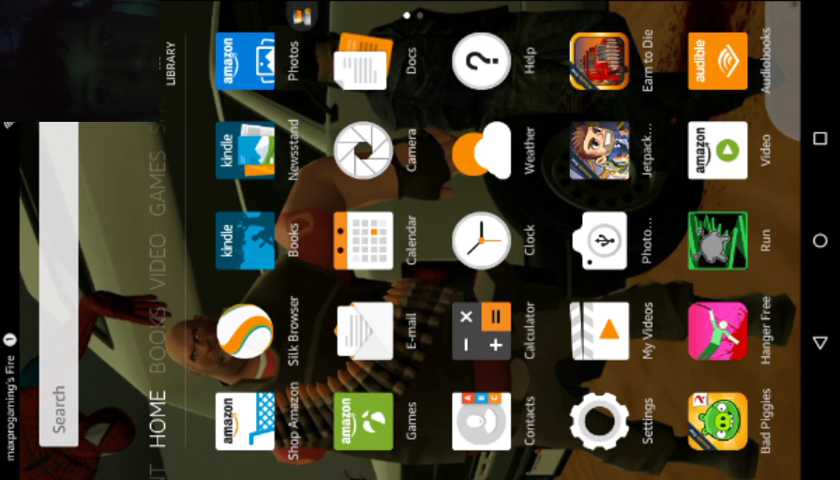 maxprogaming's Fire 1
Search
HOME BOOKS VIDEO GAMES
LIBRARY
amazon
Shop Amazon
Silk Browser
kindle
Books
kindle
Newsstand
amazon
Photos
amazon
Games
E-mail
Calendar
Camera
Docs
A B C
Contacts
Calculator
Clock
Weather
?
Help
Settings
My Videos
Photo...
Jetpack...
Earn to Die
Bad Piggies
Hanger Free
Run
amazon
Video
audible
Audiobooks